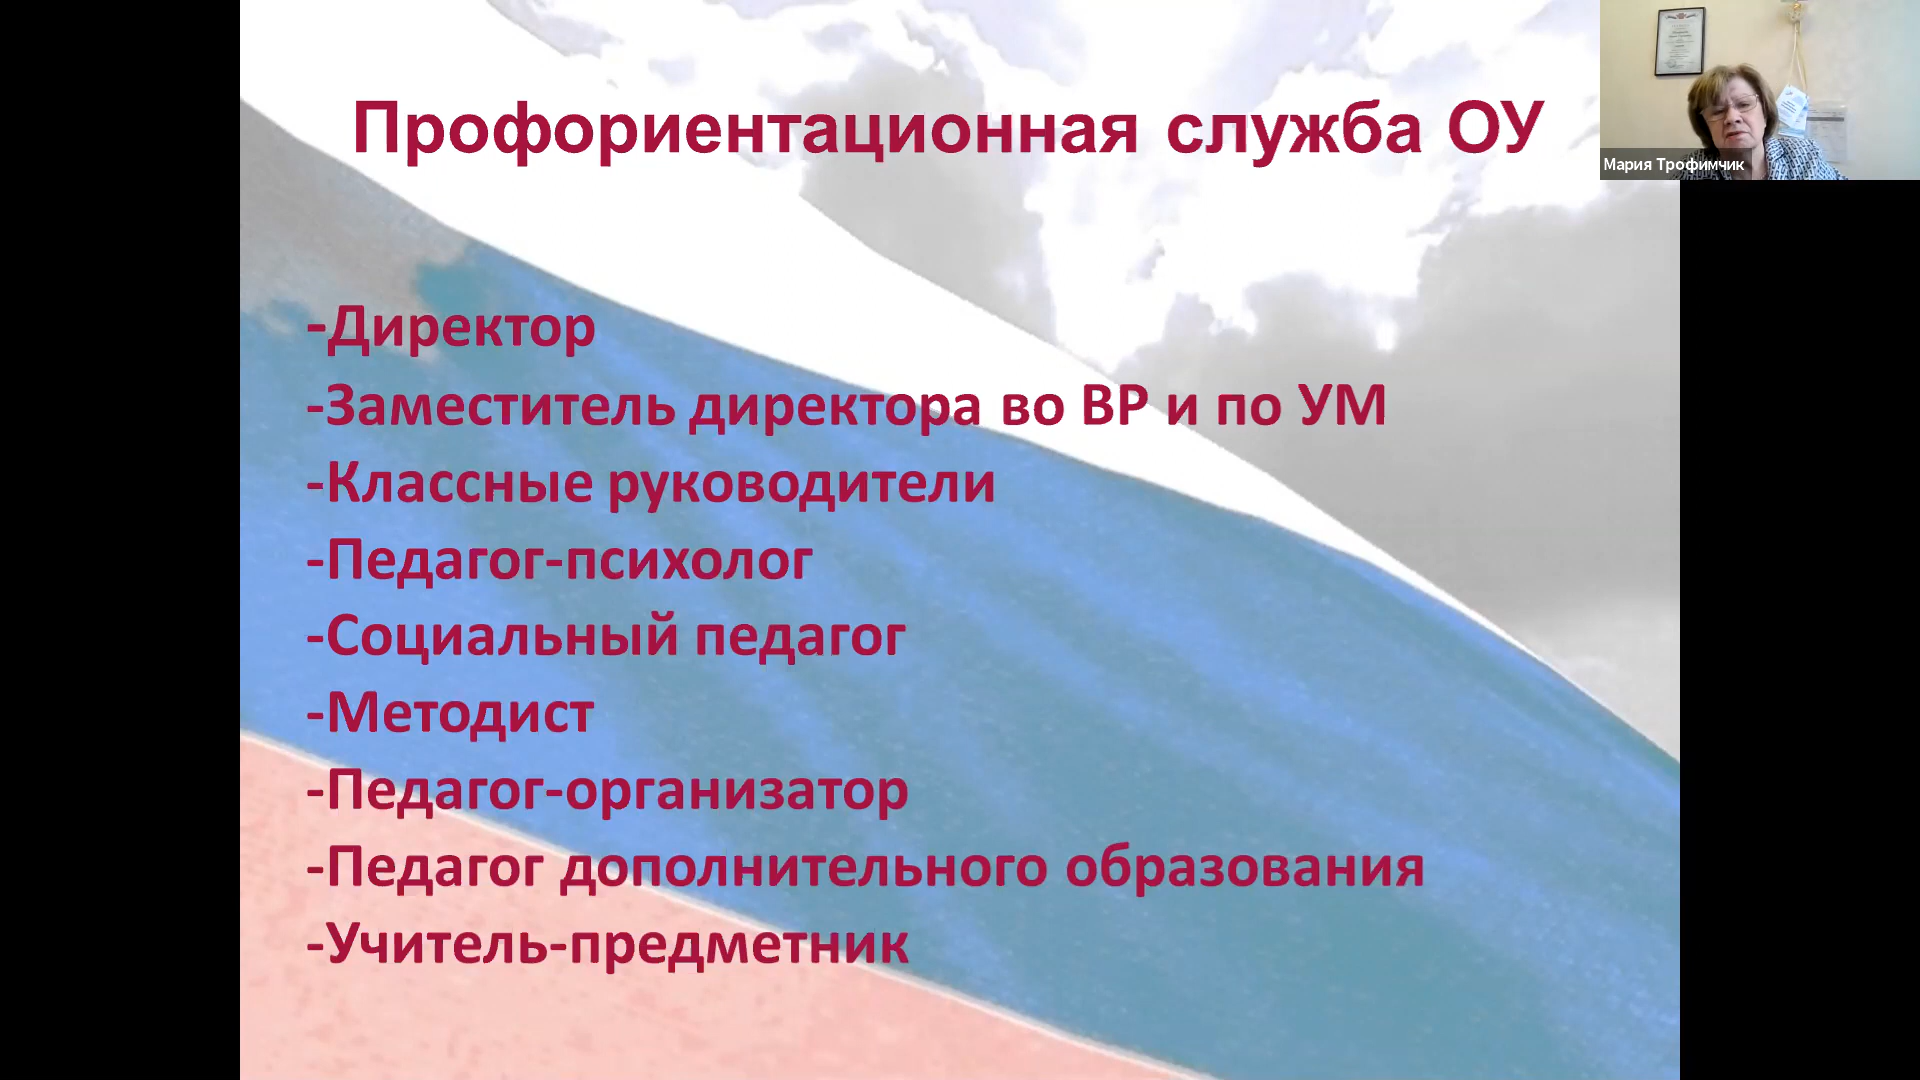 Профориентационная служба ОУ
Мария Трофимчик
-Директор
-Заместитель директора во ВР и по УМ
-Классные руководители
-Педагог-психолог
-Социальный педагог
-Методист
-Педагог-организатор
-Педагог дополнительного образования
-Учитель-предметник